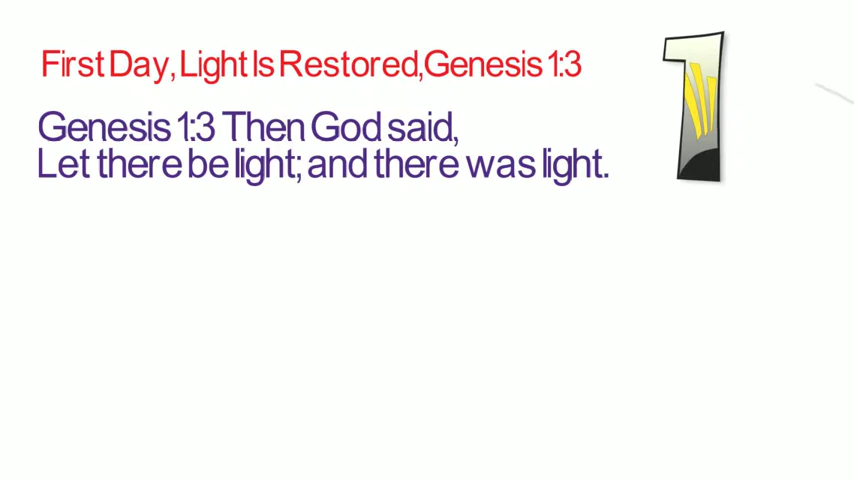 First Day, Light Is Restored,Genesis 1:3
1
Genesis 1:3 Then God said,
Let there be light; and there was light.